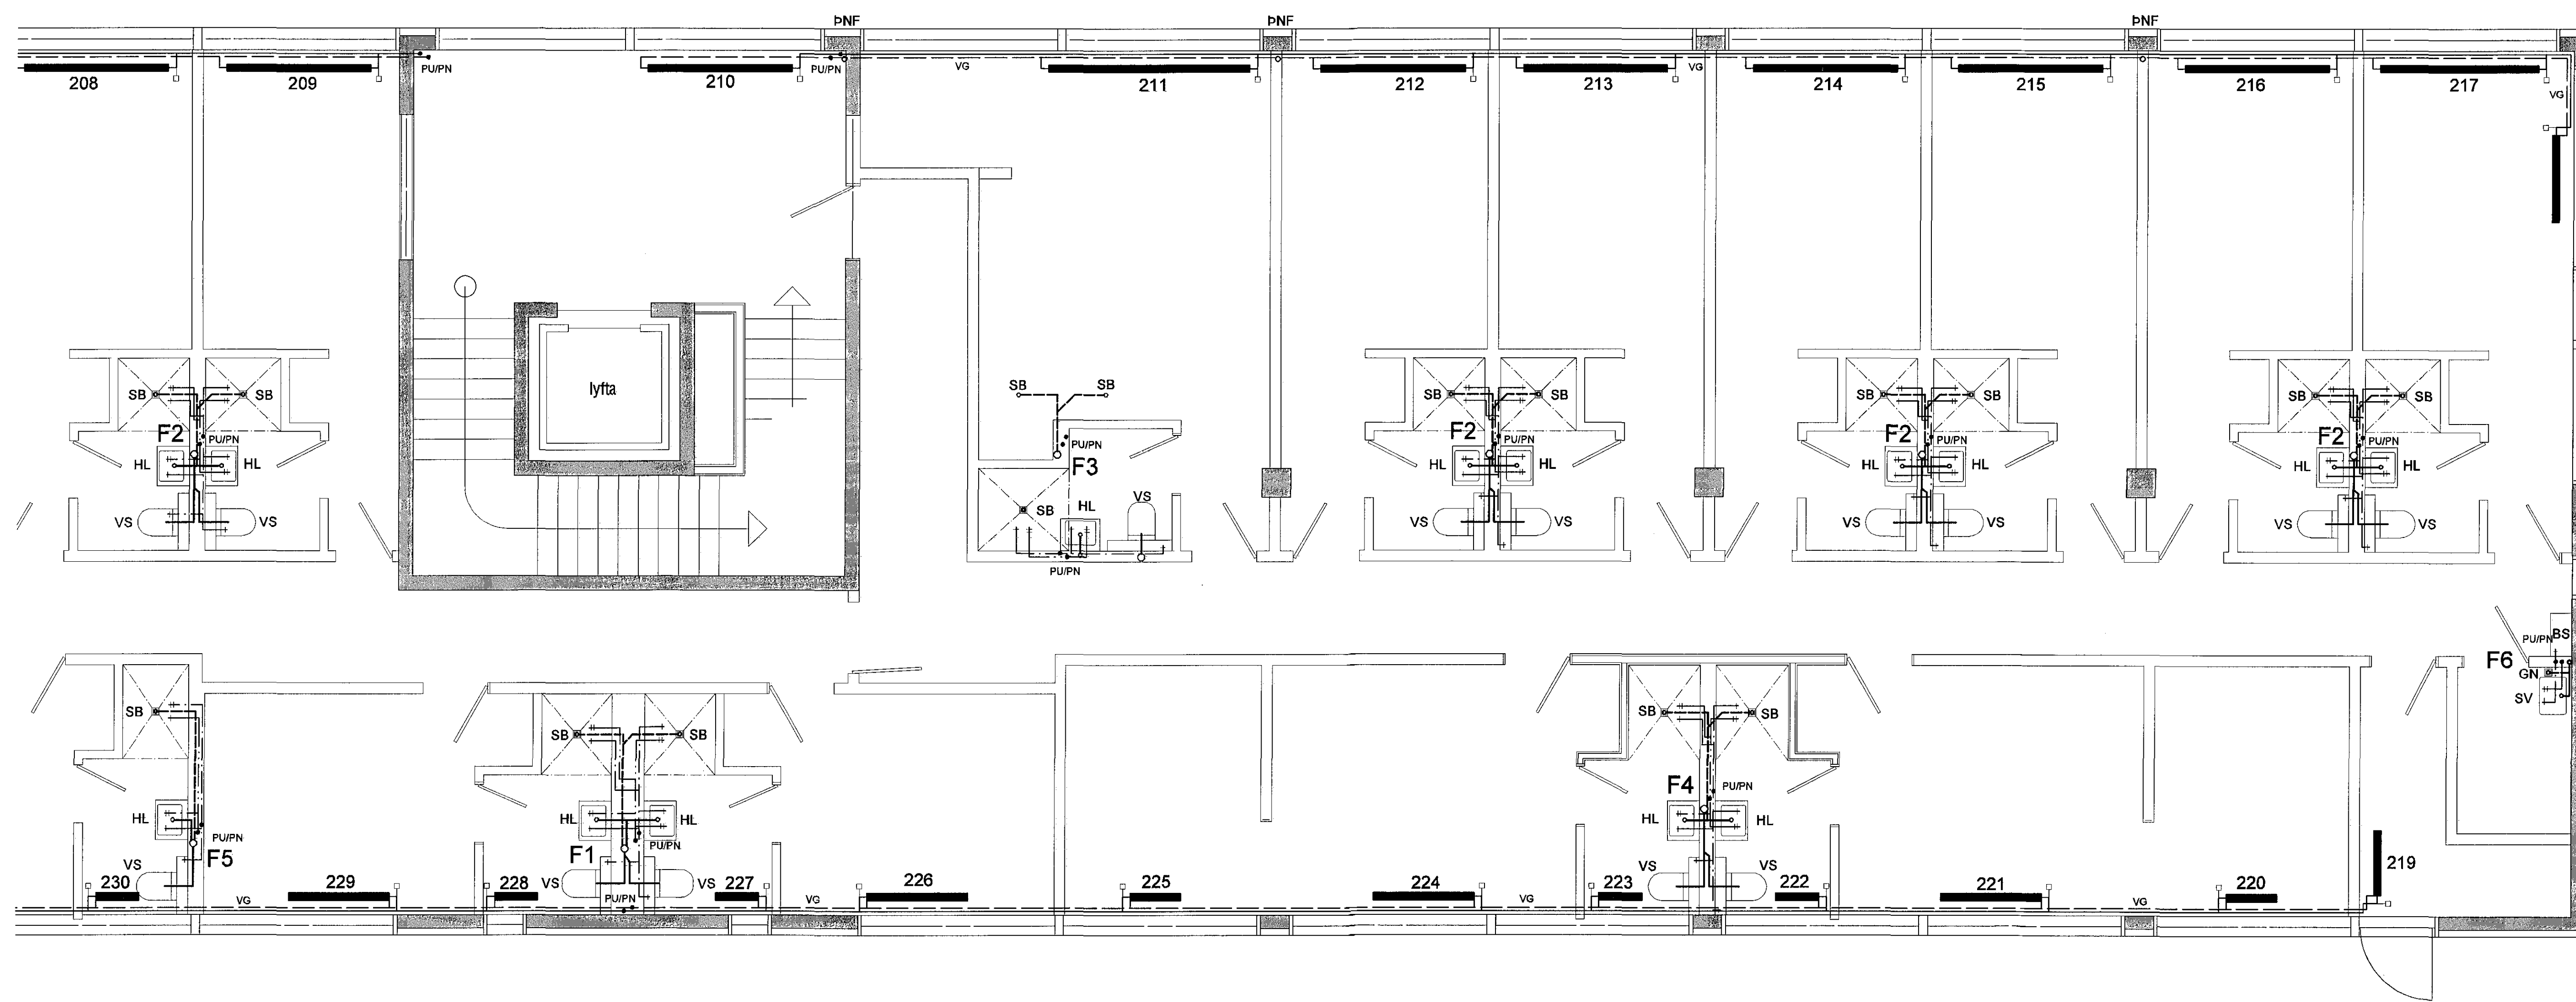 ÞNF ÞNF ÞNF
PU/PN PU/PN VG VG
208 209 210 211 212 213 214 215 216 217
VG
lyfta
SB SB SB SB SB SB SB SB SB SB
F2 PU/PN PU/PN F2 PU/PN F2 PU/PN F2 PU/PN
HL HL F3 HL HL HL HL HL HL
VS VS SB HL VS VS VS VS VS VS VS
PU/PN
PU/PN BS
F6 GN
SV
SB SB SB SB SB
F4 PU/PN
HL HL HL HL HL
PU/PN F5 F1 PU/PN
VS VS VS VS VS
230 229 228 227 226 225 224 223 222 221 220 219
VG PU/PN VG VG VG